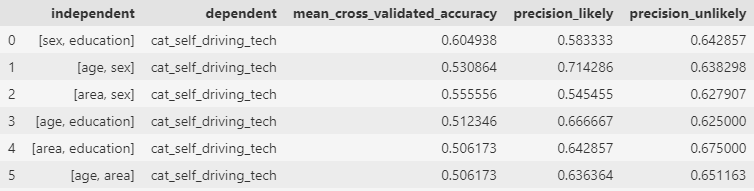 independent dependent mean_cross_validated_accuracy precision_likely precision_unlikely
0 [sex, education] cat_self_driving_tech 0.604938 0.583333 0.642857
1 [age, sex] cat_self_driving_tech 0.530864 0.714286 0.638298
2 [area, sex] cat_self_driving_tech 0.555556 0.545455 0.627907
3 [age, education] cat_self_driving_tech 0.512346 0.666667 0.625000
4 [area, education] cat_self_driving_tech 0.506173 0.642857 0.675000
5 [age, area] cat_self_driving_tech 0.506173 0.636364 0.651163